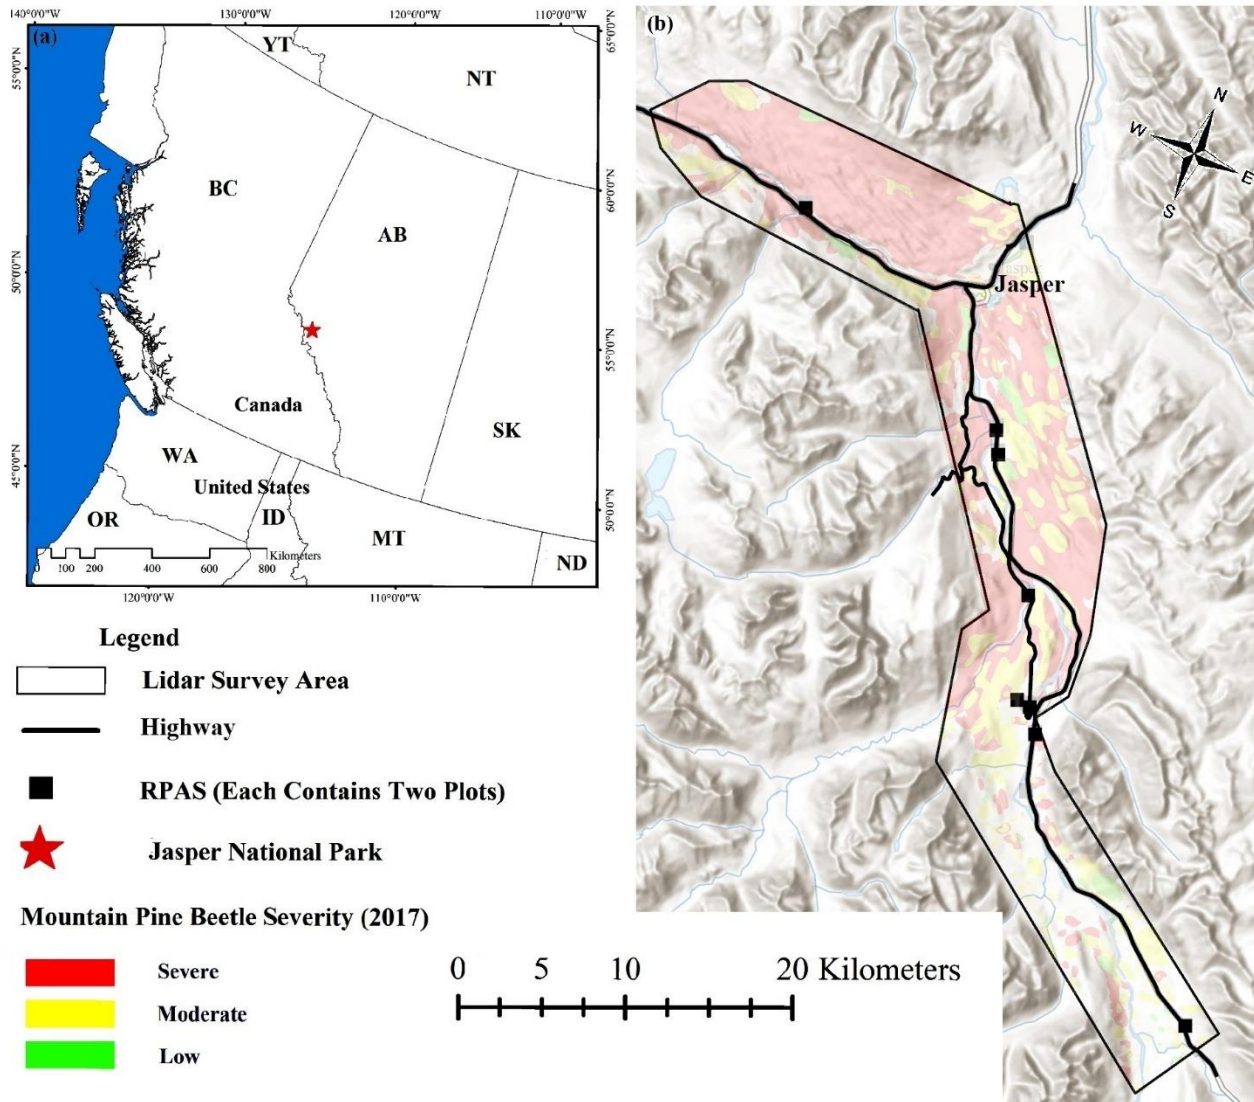 140°0'0"W
130°0'0"W
120°0'0"W
110°0'0"W
(a)
(b)
65°0'0"N
55°0'0"N
YT
NT
N
W
E
S
BC
60°0'0"N
AB
50°0'0"N
Jasper
55°0'0"N
Canada
SK
WA
45°0'0"N
United States
OR
ID
MT
50°0'0"N
ND
Kilometers
0 100 200 400 600 800
120°0'0"W
110°0'0"W
Legend
Lidar Survey Area
Highway
RPAS (Each Contains Two Plots)
Jasper National Park
Mountain Pine Beetle Severity (2017)
Severe
Moderate
Low
0 5 10 20 Kilometers